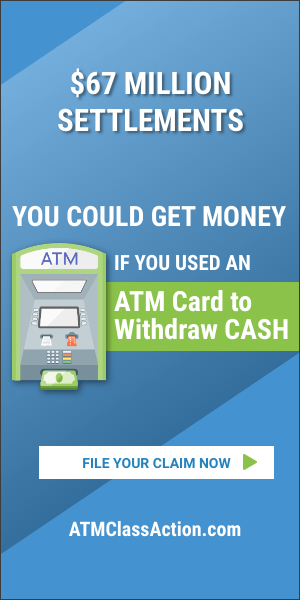 $67 MILLION
SETTLEMENTS
YOU COULD GET MONEY
ATM
IF YOU USED AN
ATM Card to
Withdraw CASH
FILE YOUR CLAIM NOW
ATMClassAction.com